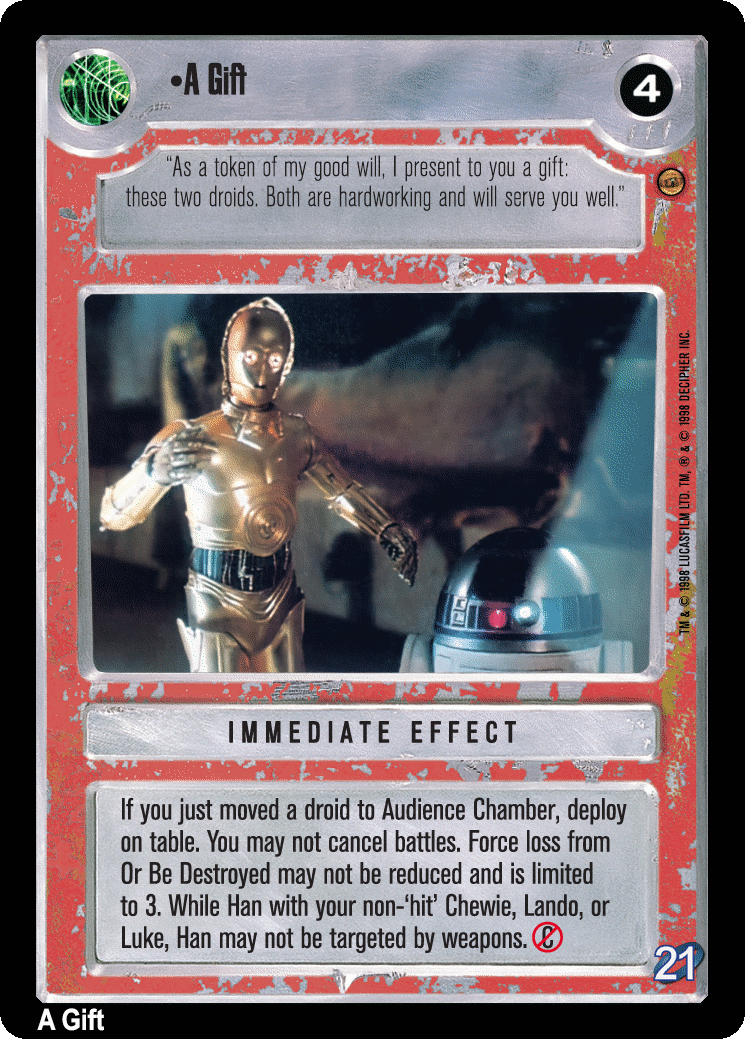 •A Gift
4
“As a token of my good will, I present to you a gift:
these two droids. Both are hardworking and will serve you well.”
TM & © 1998 LUCASFILM LTD. TM, ® & © 1998 DECIPHER INC.
IMMEDIATE EFFECT
If you just moved a droid to Audience Chamber, deploy
on table. You may not cancel battles. Force loss from
Or Be Destroyed may not be reduced and is limited
to 3. While Han with your non-‘hit’ Chewie, Lando, or
Luke, Han may not be targeted by weapons. C
21
A Gift